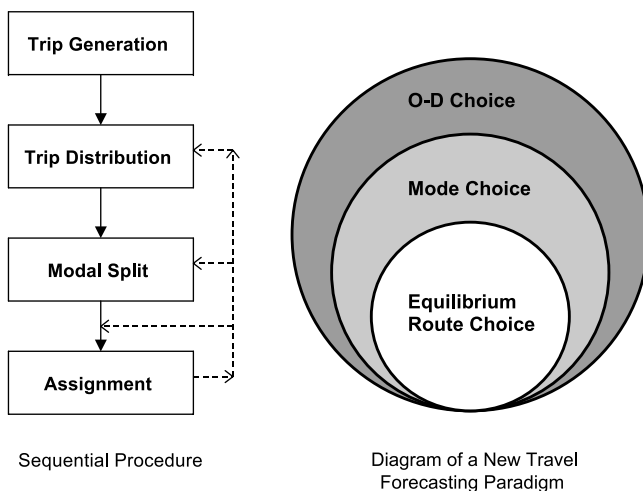 Trip Generation
Trip Distribution
Modal Split
Assignment
Sequential Procedure
O-D Choice
Mode Choice
Equilibrium
Route Choice
Diagram of a New Travel
Forecasting Paradigm